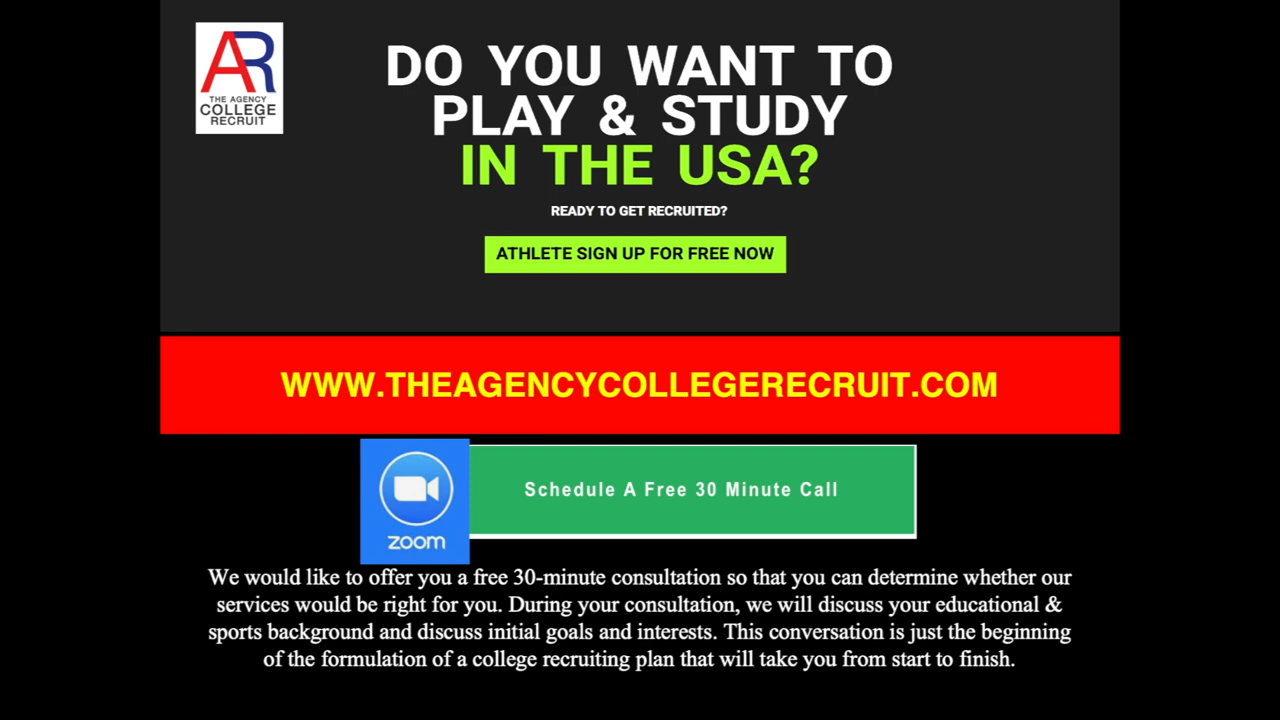 AR
THE AGENCY
COLLEGE
RECRUIT
DO YOU WANT TO
PLAY & STUDY
IN THE USA?
READY TO GET RECRUITED?
ATHLETE SIGN UP FOR FREE NOW
WWW.THEAGENCYCOLLEGERECRUIT.COM
Schedule A Free 30 Minute Call
zoom
We would like to offer you a free 30-minute consultation so that you can determine whether our
services would be right for you. During your consultation, we will discuss your educational &
sports background and discuss initial goals and interests. This conversation is just the beginning
of the formulation of a college recruiting plan that will take you from start to finish.